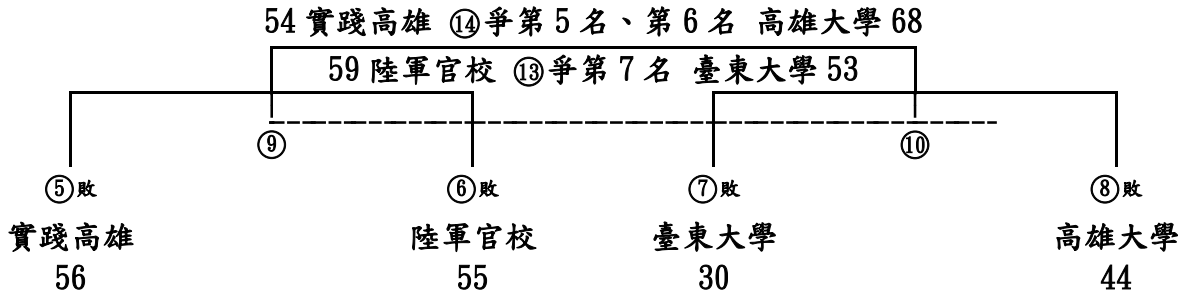 54 實踐高雄 ⑭爭第 5 名、第 6 名 高雄大學 68
59 陸軍官校 ⑬爭第 7 名 臺東大學 53
⑨ ⑩
⑤敗 ⑥敗 ⑦敗 ⑧敗
實踐高雄 陸軍官校 臺東大學 高雄大學
56 55 30 44